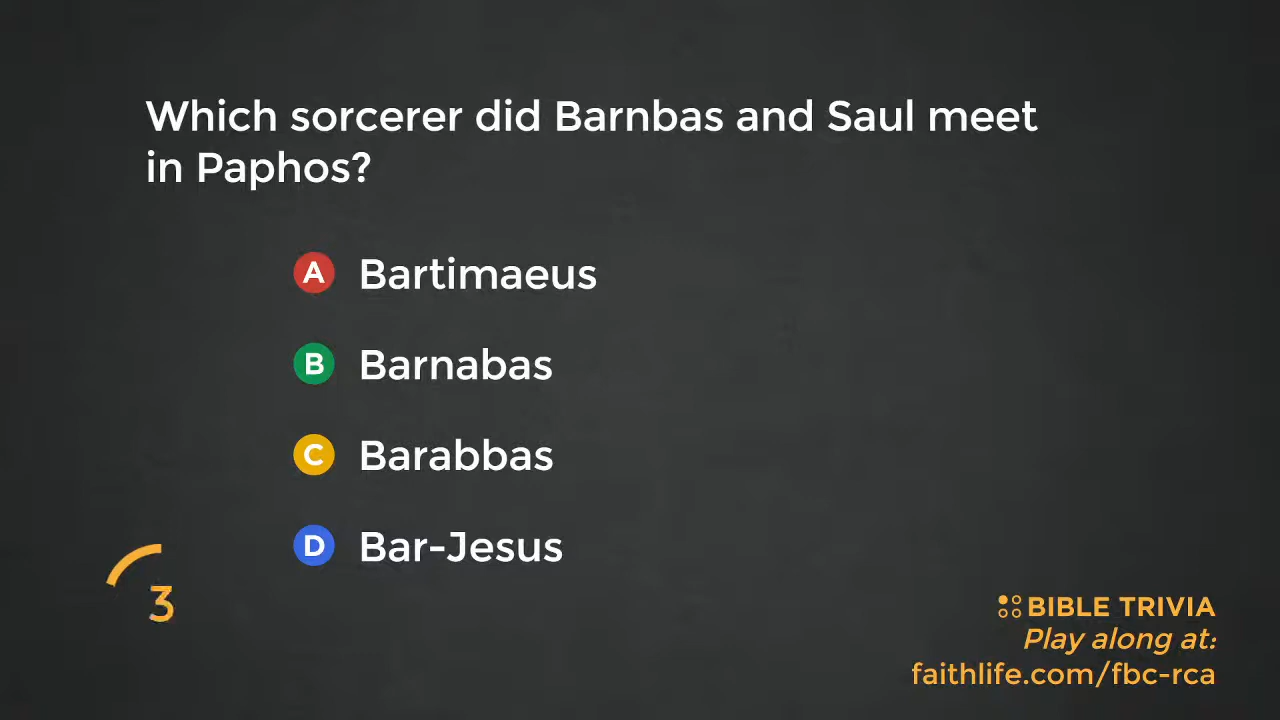 Which sorcerer did Barnbas and Saul meet
in Paphos?
A Bartimaeus
B Barnabas
C Barabbas
D Bar-Jesus
3
BIBLE TRIVIA
Play along at:
faithlife.com/fbc-rca